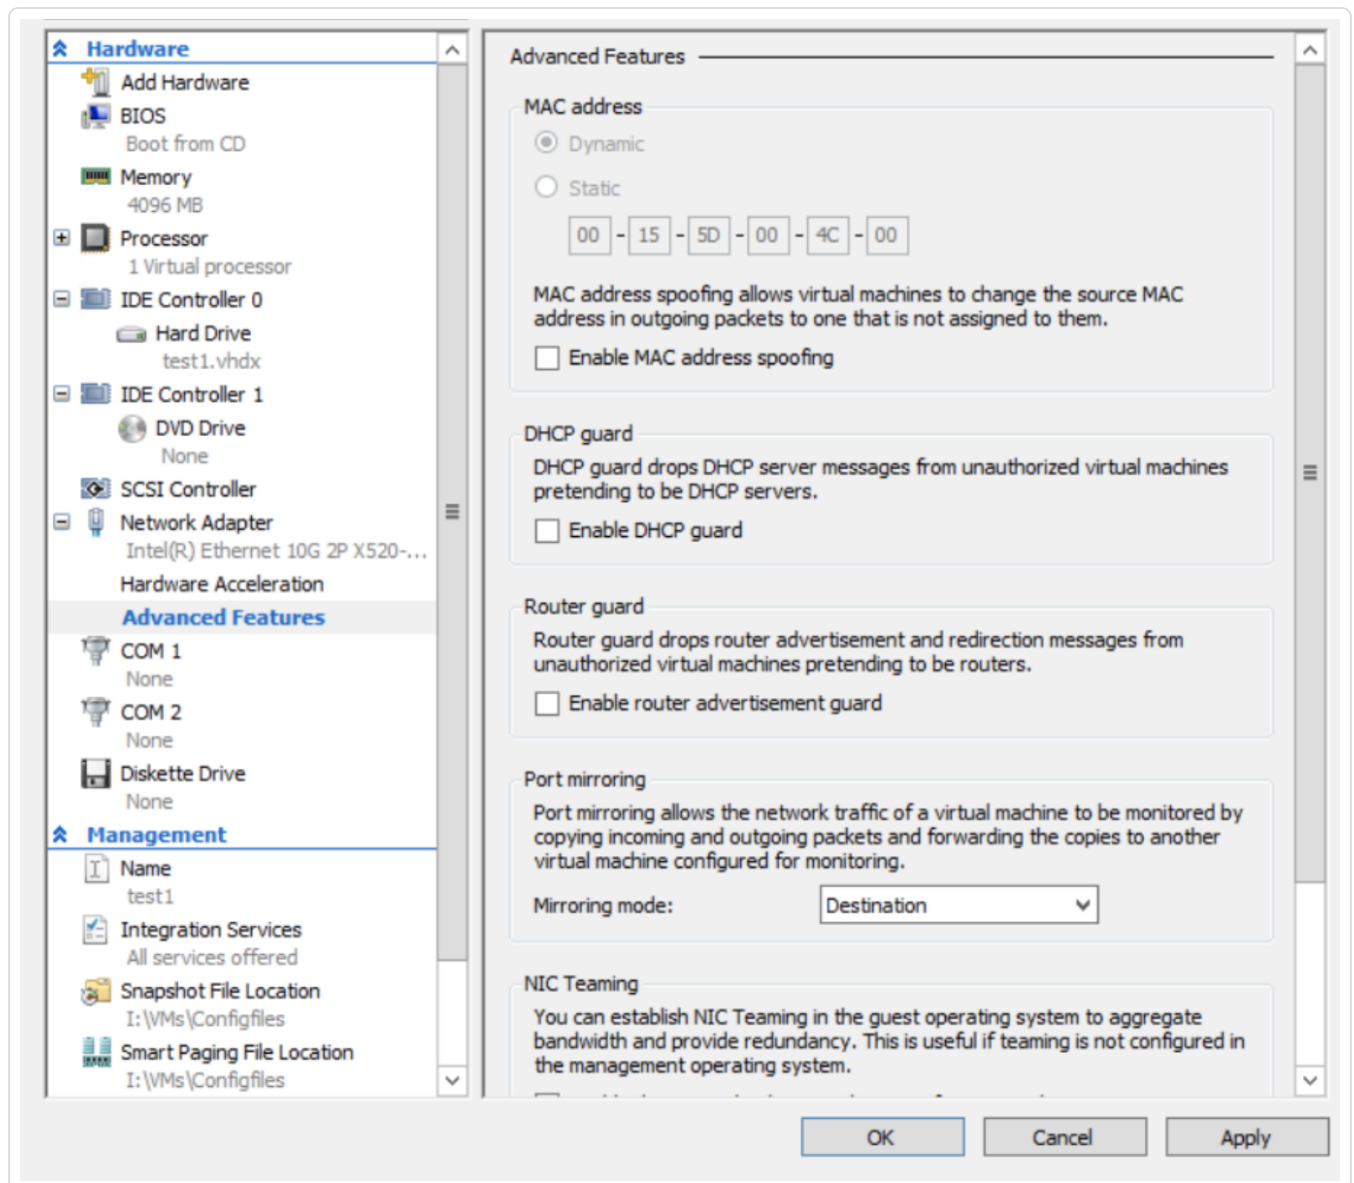 Hardware
Add Hardware
BIOS
Boot from CD
Memory
4096 MB
Processor
1 Virtual processor
IDE Controller 0
Hard Drive
test1.vhdx
IDE Controller 1
DVD Drive
None
SCSI Controller
Network Adapter
Intel(R) Ethernet 10G 2P X520-...
Hardware Acceleration
Advanced Features
COM 1
None
COM 2
None
Diskette Drive
None
Management
Name
test1
Integration Services
All services offered
Snapshot File Location
I:\VMs\Configfiles
Smart Paging File Location
I:\VMs\Configfiles
Advanced Features
MAC address
Dynamic
Static
00 - 15 - 5D - 00 - 4C - 00
MAC address spoofing allows virtual machines to change the source MAC
address in outgoing packets to one that is not assigned to them.
Enable MAC address spoofing
DHCP guard
DHCP guard drops DHCP server messages from unauthorized virtual machines
pretending to be DHCP servers.
Enable DHCP guard
Router guard
Router guard drops router advertisement and redirection messages from
unauthorized virtual machines pretending to be routers.
Enable router advertisement guard
Port mirroring
Port mirroring allows the network traffic of a virtual machine to be monitored by
copying incoming and outgoing packets and forwarding the copies to another
virtual machine configured for monitoring.
Mirroring mode: Destination
NIC Teaming
You can establish NIC Teaming in the guest operating system to aggregate
bandwidth and provide redundancy. This is useful if teaming is not configured in
the management operating system.
OK Cancel Apply